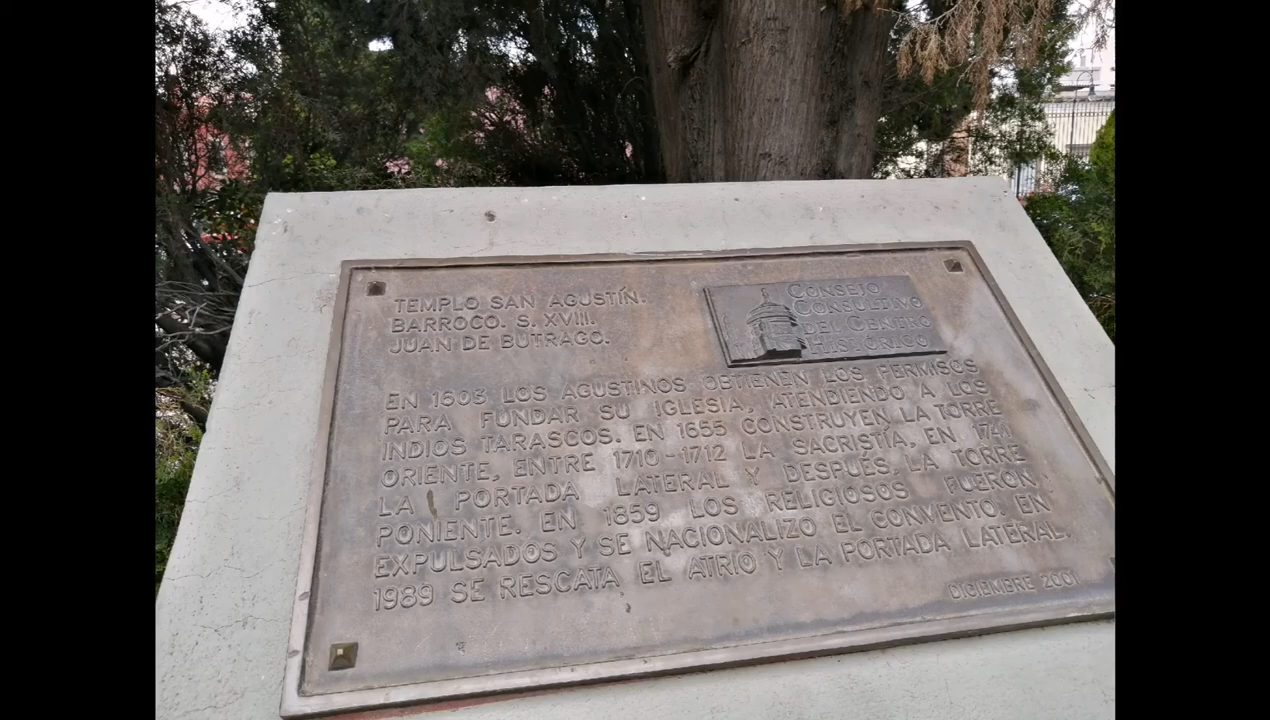 TEMPLO SAN AGUSTÍN.
BARROCO. S. XVIII.
JUAN DE BUTRAGO.
CONSEJO
CONSULTIVO
DEL CENTRO
HISTÓRICO
EN 1603 LOS AGUSTINOS OBTIENEN LOS PERMISOS
PARA FUNDAR SU IGLESIA, ATENDIENDO A LOS
INDIOS TARASCOS. EN 1655 CONSTRUYEN LA TORRE
ORIENTE, ENTRE 1710-1712 LA SACRISTÍA, EN 1741
LA PORTADA LATERAL Y DESPUÉS, LA TORRE
PONIENTE. EN 1859 LOS RELIGIOSOS FUERON
EXPULSADOS Y SE NACIONALIZO EL CONVENTO. EN
1989 SE RESCATA EL ATRIO Y LA PORTADA LATERAL.
DICIEMBRE 2001